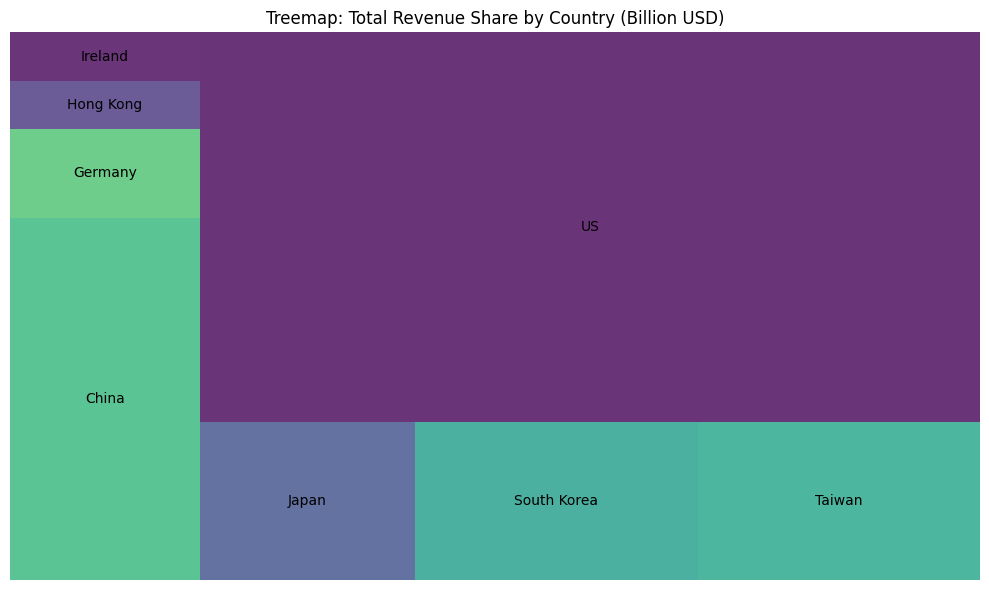 Treemap: Total Revenue Share by Country (Billion USD)
Ireland
Hong Kong
Germany
US
China
Japan
South Korea
Taiwan